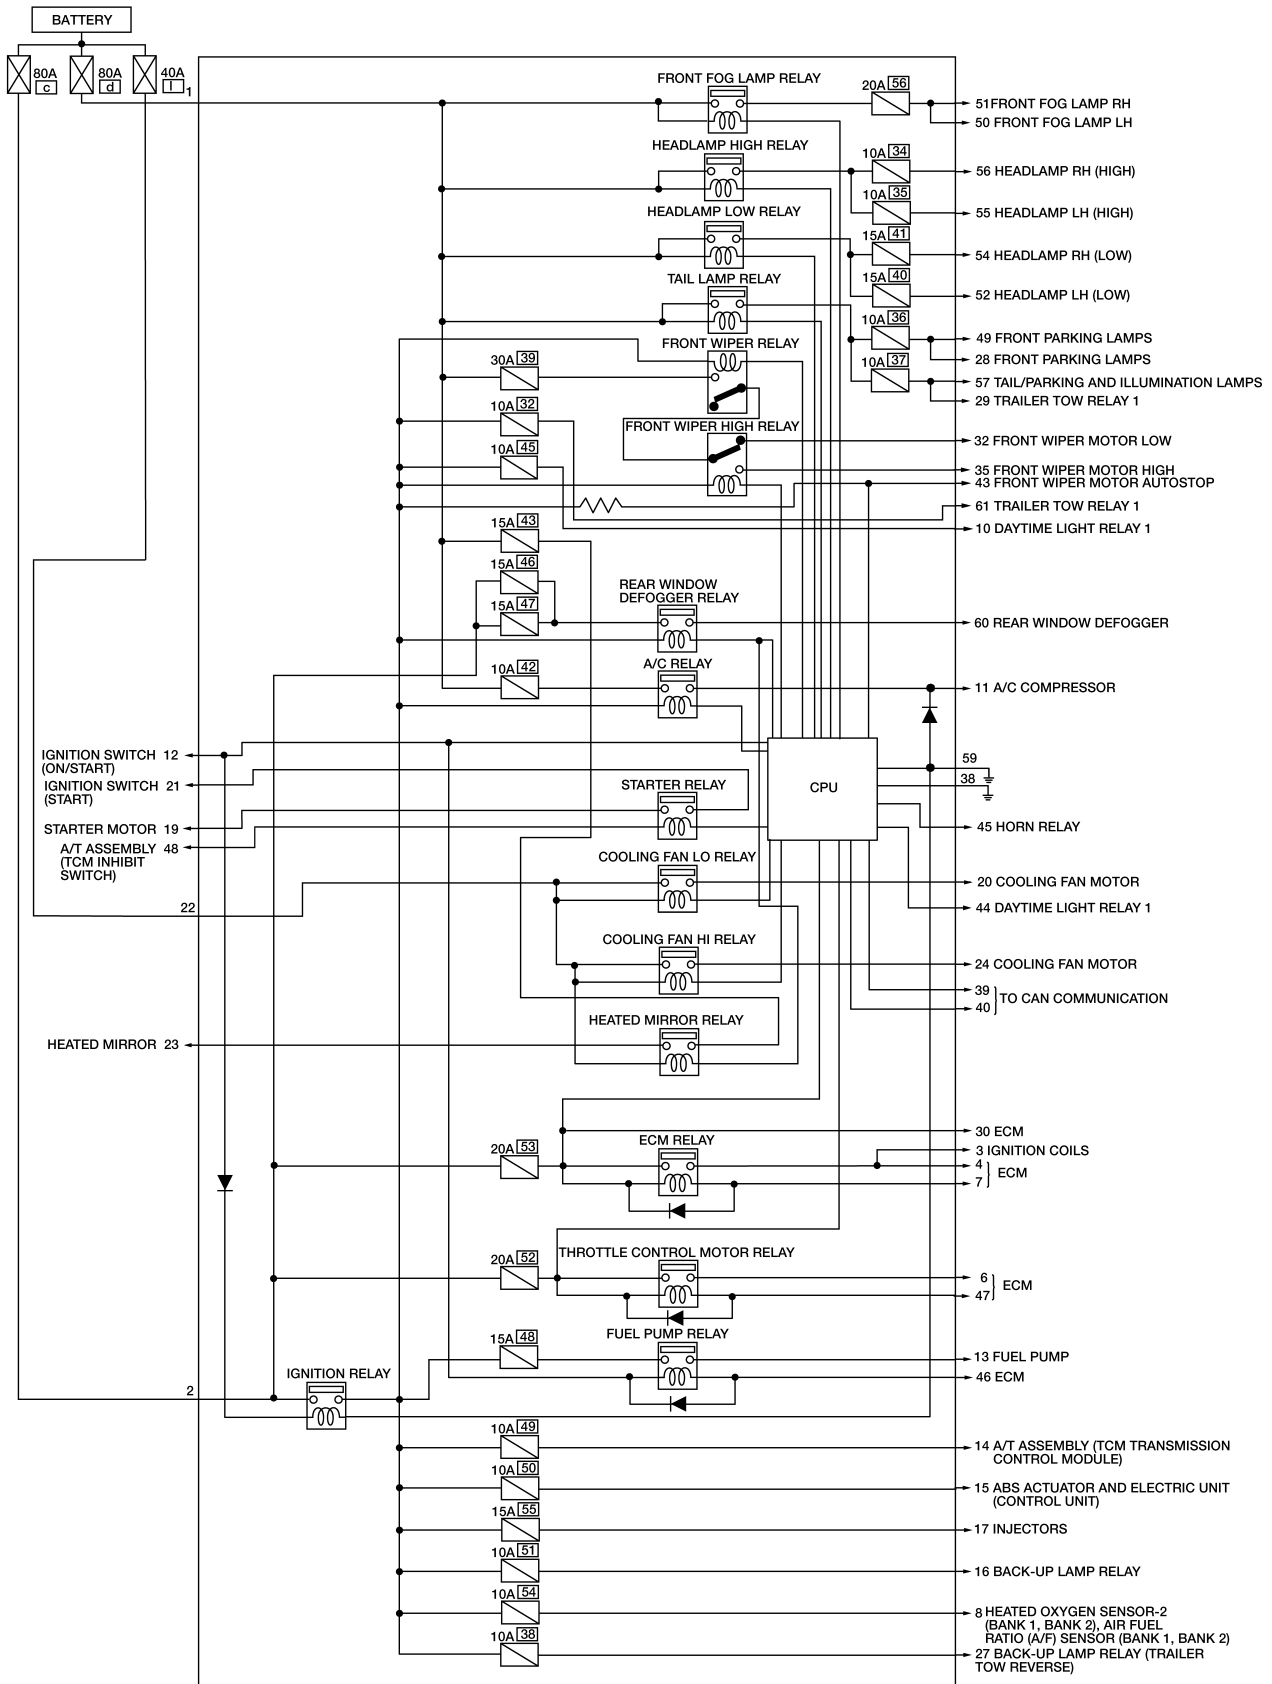 BATTERY
80A
c
80A
d
40A
l
1
FRONT FOG LAMP RELAY
20A 56
51FRONT FOG LAMP RH
50 FRONT FOG LAMP LH
HEADLAMP HIGH RELAY
10A 34
56 HEADLAMP RH (HIGH)
10A 35
55 HEADLAMP LH (HIGH)
HEADLAMP LOW RELAY
15A 41
54 HEADLAMP RH (LOW)
15A 40
52 HEADLAMP LH (LOW)
TAIL LAMP RELAY
10A 36
49 FRONT PARKING LAMPS
28 FRONT PARKING LAMPS
FRONT WIPER RELAY
30A 39
10A 37
57 TAIL/PARKING AND ILLUMINATION LAMPS
29 TRAILER TOW RELAY 1
10A 32
FRONT WIPER HIGH RELAY
32 FRONT WIPER MOTOR LOW
10A 45
35 FRONT WIPER MOTOR HIGH
43 FRONT WIPER MOTOR AUTOSTOP
61 TRAILER TOW RELAY 1
15A 43
10 DAYTIME LIGHT RELAY 1
15A 46
REAR WINDOW
DEFOGGER RELAY
15A 47
60 REAR WINDOW DEFOGGER
A/C RELAY
10A 42
11 A/C COMPRESSOR
IGNITION SWITCH 12
(ON/START)
59
IGNITION SWITCH 21
(START)
38
STARTER RELAY
CPU
STARTER MOTOR 19
45 HORN RELAY
A/T ASSEMBLY 48
(TCM INHIBIT
SWITCH)
COOLING FAN LO RELAY
20 COOLING FAN MOTOR
22
44 DAYTIME LIGHT RELAY 1
COOLING FAN HI RELAY
24 COOLING FAN MOTOR
39
40
TO CAN COMMUNICATION
HEATED MIRROR RELAY
HEATED MIRROR 23
30 ECM
ECM RELAY
20A 53
3 IGNITION COILS
4
7
ECM
THROTTLE CONTROL MOTOR RELAY
20A 52
6
47
ECM
FUEL PUMP RELAY
15A 48
13 FUEL PUMP
46 ECM
IGNITION RELAY
2
10A 49
14 A/T ASSEMBLY (TCM TRANSMISSION
CONTROL MODULE)
10A 50
15 ABS ACTUATOR AND ELECTRIC UNIT
(CONTROL UNIT)
15A 55
17 INJECTORS
10A 51
16 BACK-UP LAMP RELAY
10A 54
8 HEATED OXYGEN SENSOR-2
(BANK 1, BANK 2), AIR FUEL
RATIO (A/F) SENSOR (BANK 1, BANK 2)
10A 38
27 BACK-UP LAMP RELAY (TRAILER
TOW REVERSE)